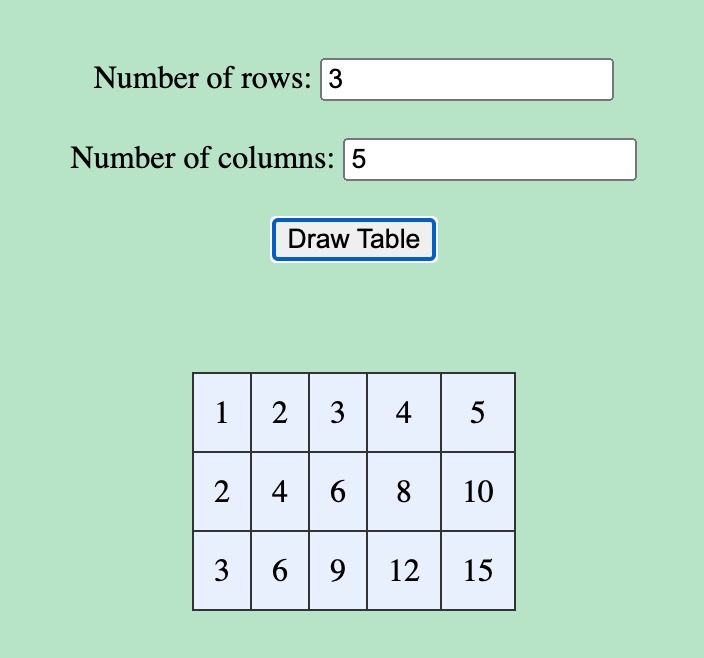 Number of rows: 3
Number of columns: 5
Draw Table
1 2 3 4 5
2 4 6 8 10
3 6 9 12 15